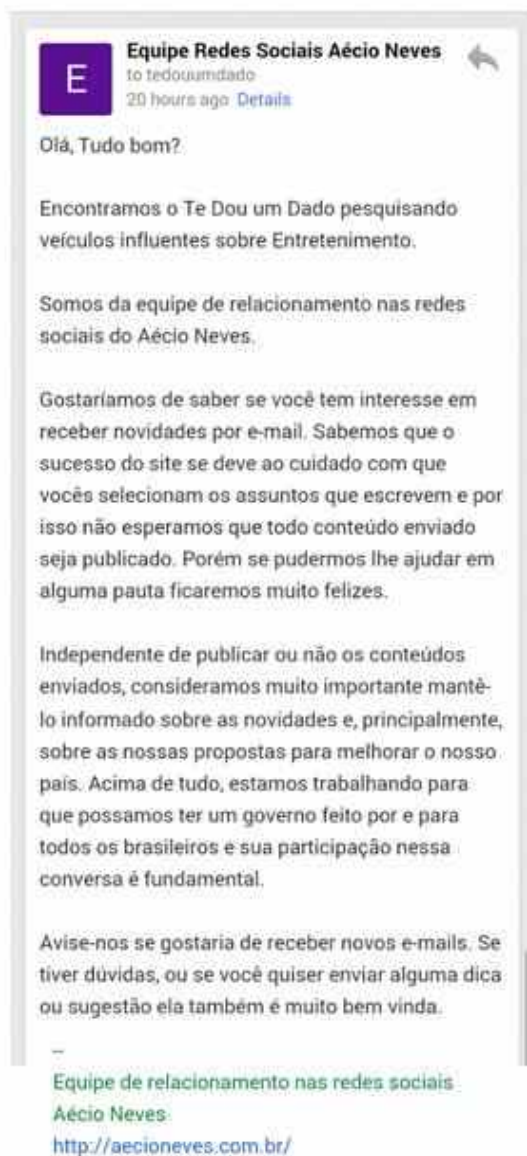 E
Equipe Redes Sociais Aécio Neves
to tedouumdado
20 hours ago Details
Olá, Tudo bom?
Encontramos o Te Dou um Dado pesquisando
veículos influentes sobre Entretenimento.
Somos da equipe de relacionamento nas redes
sociais do Aécio Neves.
Gostaríamos de saber se você tem interesse em
receber novidades por e-mail. Sabemos que o
sucesso do site se deve ao cuidado com que
vocês selecionam os assuntos que escrevem e por
isso não esperamos que todo conteúdo enviado
seja publicado. Porém se pudermos lhe ajudar em
alguma pauta ficaremos muito felizes.
Independente de publicar ou não os conteúdos
enviados, consideramos muito importante mantê-
lo informado sobre as novidades e, principalmente,
sobre as nossas propostas para melhorar o nosso
país. Acima de tudo, estamos trabalhando para
que possamos ter um governo feito por e para
todos os brasileiros e sua participação nessa
conversa é fundamental.
Avise-nos se gostaria de receber novos e-mails. Se
tiver dúvidas, ou se você quiser enviar alguma dica
ou sugestão ela também é muito bem vinda.
--
Equipe de relacionamento nas redes sociais
Aécio Neves
http://aecioneves.com.br/